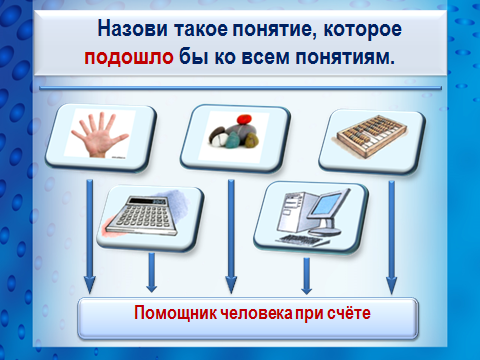 Назови такое понятие, которое
подошло бы ко всем понятиям.
Помощник человека при счёте